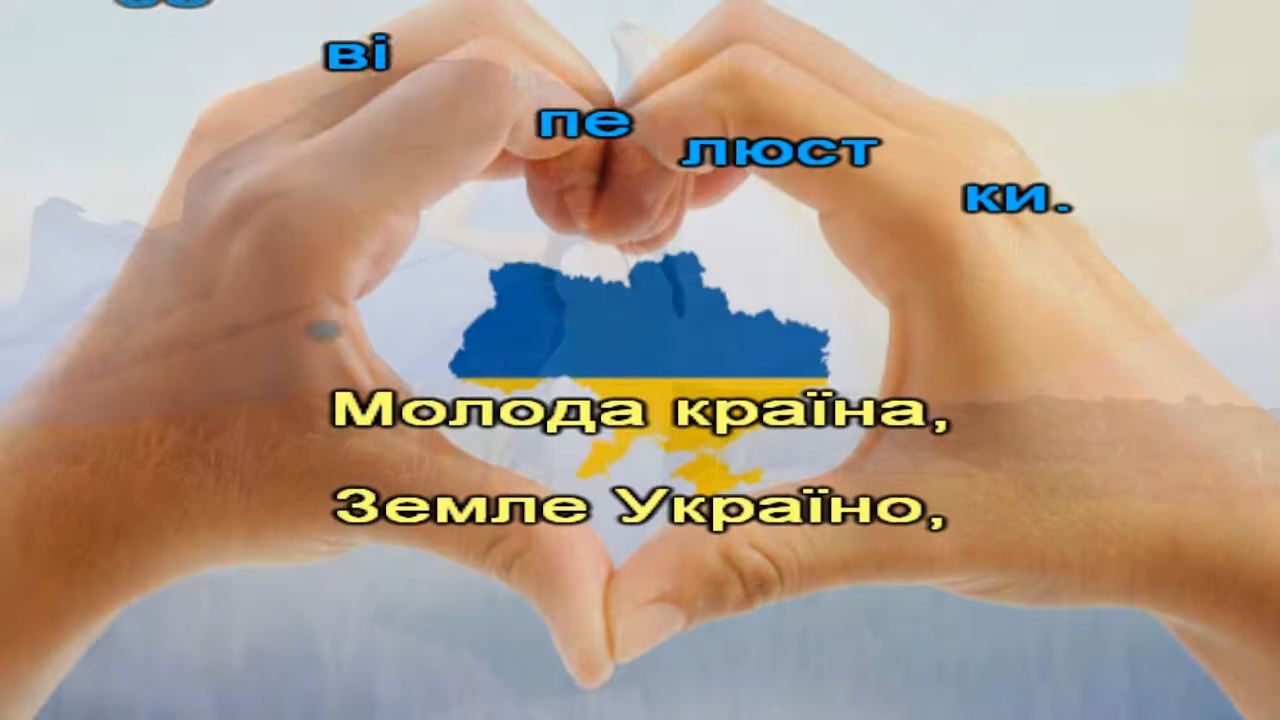 ві пе люст ки.
Молода країна,
Земле Україно,